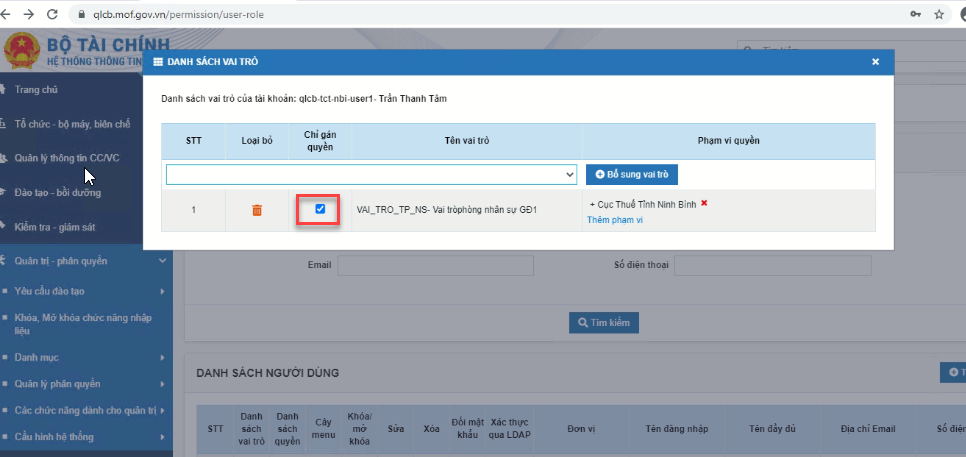 qlcb.mof.gov.vn/permission/user-role
BỘ TÀI CHÍNH
HỆ THỐNG THÔNG TIN
DANH SÁCH VAI TRÒ
Trang chủ
Tổ chức - bộ máy, biên chế
Quản lý thông tin CC/VC
Đào tạo - bồi dưỡng
Kiểm tra - giám sát
Quản trị - phân quyền
Yêu cầu đào tạo
Khóa, Mở khóa chức năng nhập
liệu
Danh mục
Quản lý phân quyền
Các chức năng dành cho quản trị
Cấu hình hệ thống
Danh sách vai trò của tài khoản: qlcb-tct-nbi-user1- Trần Thanh Tâm
STT
Loại bỏ
Chỉ gán
quyền
Tên vai trò
Phạm vi quyền
Bổ sung vai trò
1
VAI_TRO_TP_NS- Vai tròphòng nhân sự GĐ1
+ Cục Thuế Tỉnh Ninh Bình
Thêm phạm vi
Email
Số điện thoại
Tìm kiếm
DANH SÁCH NGƯỜI DÙNG
STT
Danh
sách
vai trò
Danh
sách
quyền
Cây
menu
Khóa/
mở
khóa
Sửa
Xóa
Đổi mật
khẩu
Xác thực
qua LDAP
Đơn vị
Tên đăng nhập
Tên đầy đủ
Địa chỉ Email
Số điện